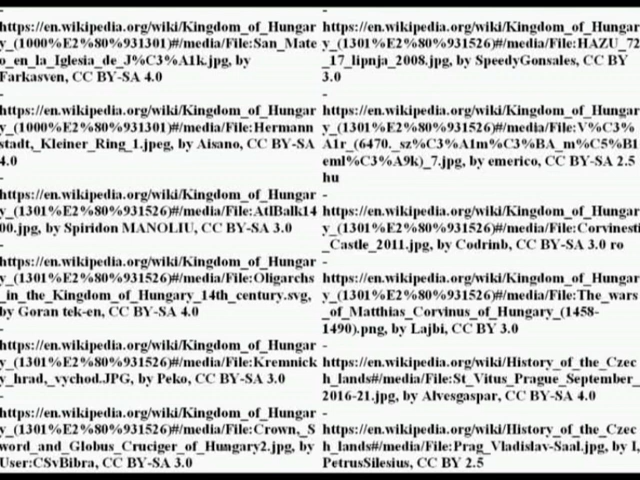 -
https://en.wikipedia.org/wiki/Kingdom_of_Hungar
y_(1000%E2%80%931301)#/media/File:San_Mate
o_en_la_Iglesia_de_J%C3%A1k.jpg, by
Farkasven, CC BY-SA 4.0
-
https://en.wikipedia.org/wiki/Kingdom_of_Hungar
y_(1000%E2%80%931301)#/media/File:Hermann
stadt,_Kleiner_Ring_1.jpeg, by Aisano, CC BY-SA
4.0
-
https://en.wikipedia.org/wiki/Kingdom_of_Hungar
y_(1301%E2%80%931526)#/media/File:AtlBalk14
00.jpg, by Spiridon MANOLIU, CC BY-SA 3.0
-
https://en.wikipedia.org/wiki/Kingdom_of_Hungar
y_(1301%E2%80%931526)#/media/File:Oligarchs
_in_the_Kingdom_of_Hungary_14th_century.svg,
by Goran tek-en, CC BY-SA 4.0
-
https://en.wikipedia.org/wiki/Kingdom_of_Hungar
y_(1301%E2%80%931526)#/media/File:Kremnick
y_hrad,_vychod.JPG, by Peko, CC BY-SA 3.0
-
https://en.wikipedia.org/wiki/Kingdom_of_Hungar
y_(1301%E2%80%931526)#/media/File:Crown,_S
word_and_Globus_Cruciger_of_Hungary2.jpg, by
User:CSvBibra, CC BY-SA 3.0
-
https://en.wikipedia.org/wiki/Kingdom_of_Hungar
y_(1301%E2%80%931526)#/media/File:HAZU_72
_17_lipnja_2008.jpg, by SpeedyGonsales, CC BY
3.0
-
https://en.wikipedia.org/wiki/Kingdom_of_Hungar
y_(1301%E2%80%931526)#/media/File:V%C3%
A1r_(6470._sz%C3%A1m%C3%BA_m%C5%B1
eml%C3%A9k)_7.jpg, by emerico, CC BY-SA 2.5
hu
-
https://en.wikipedia.org/wiki/Kingdom_of_Hungar
y_(1301%E2%80%931526)#/media/File:Corvinesti
_Castle_2011.jpg, by Codrinb, CC BY-SA 3.0 ro
-
https://en.wikipedia.org/wiki/Kingdom_of_Hungar
y_(1301%E2%80%931526)#/media/File:The_wars
_of_Matthias_Corvinus_of_Hungary_(1458-
1490).png, by Lajbi, CC BY 3.0
-
https://en.wikipedia.org/wiki/History_of_the_Czec
h_lands#/media/File:St_Vitus_Prague_September_
2016-21.jpg, by Alvesgaspar, CC BY-SA 4.0
-
https://en.wikipedia.org/wiki/History_of_the_Czec
h_lands#/media/File:Prag_Vladislav-Saal.jpg, by I,
PetrusSilesius, CC BY 2.5